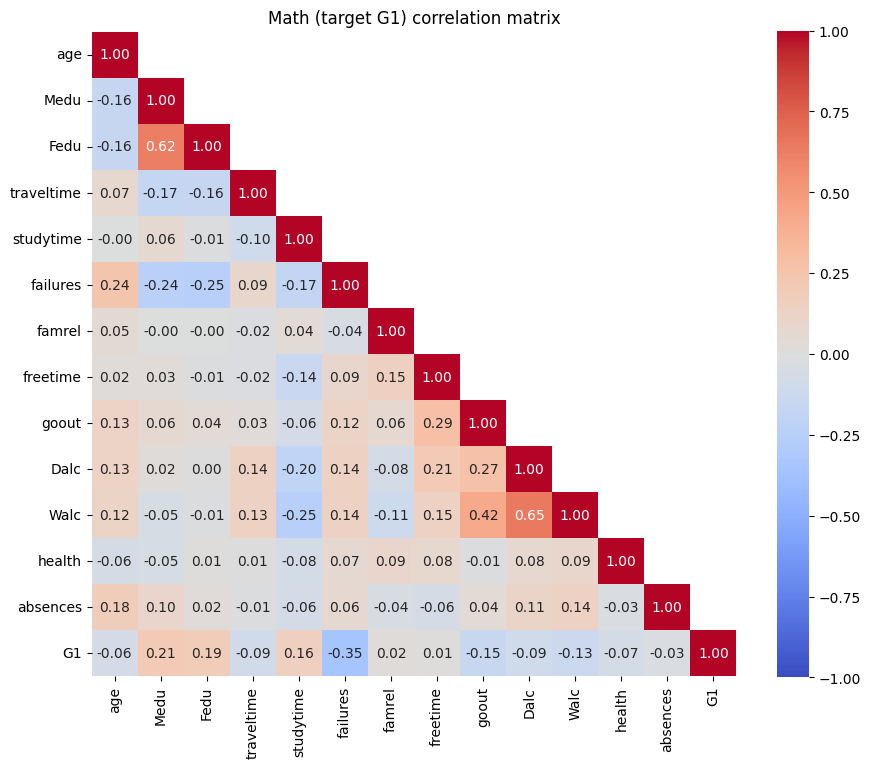 Math (target G1) correlation matrix
age 1.00
Medu -0.16 1.00
Fedu -0.16 0.62 1.00
traveltime 0.07 -0.17 -0.16 1.00
studytime -0.00 0.06 -0.01 -0.10 1.00
failures 0.24 -0.24 -0.25 0.09 -0.17 1.00
famrel 0.05 -0.00 -0.00 -0.02 0.04 -0.04 1.00
freetime 0.02 0.03 -0.01 -0.02 -0.14 0.09 0.15 1.00
goout 0.13 0.06 0.04 0.03 -0.06 0.12 0.06 0.29 1.00
Dalc 0.13 0.02 0.00 0.14 -0.20 0.14 -0.08 0.21 0.27 1.00
Walc 0.12 -0.05 -0.01 0.13 -0.25 0.14 -0.11 0.15 0.42 0.65 1.00
health -0.06 -0.05 0.01 0.01 -0.08 0.07 0.09 0.08 -0.01 0.08 0.09 1.00
absences 0.18 0.10 0.02 -0.01 -0.06 0.06 -0.04 -0.06 0.04 0.11 0.14 -0.03 1.00
G1 -0.06 0.21 0.19 -0.09 0.16 -0.35 0.02 0.01 -0.15 -0.09 -0.13 -0.07 -0.03 1.00
age Medu Fedu traveltime studytime failures famrel freetime goout Dalc Walc health absences G1
1.00
0.75
0.50
0.25
0.00
−0.25
−0.50
−0.75
−1.00